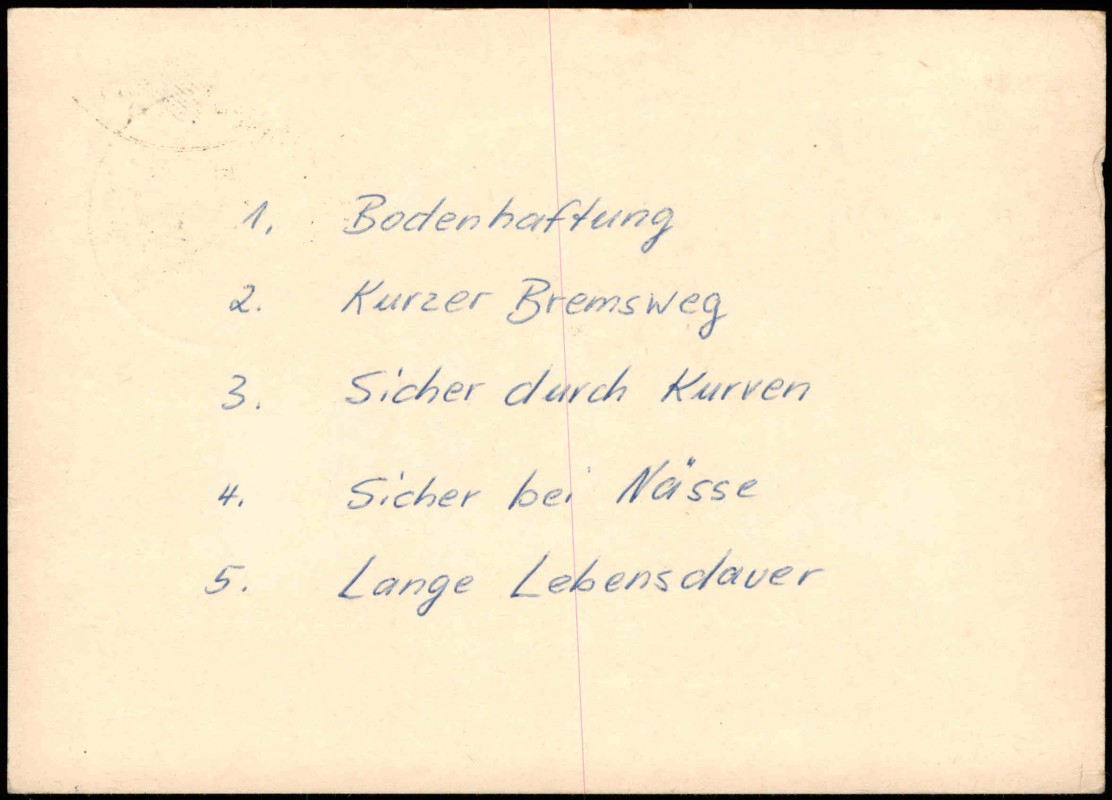 1. Bodenhaftung
2. Kurzer Bremsweg
3. Sicher durch Kurven
4. Sicher bei Nässe
5. Lange Lebensdauer